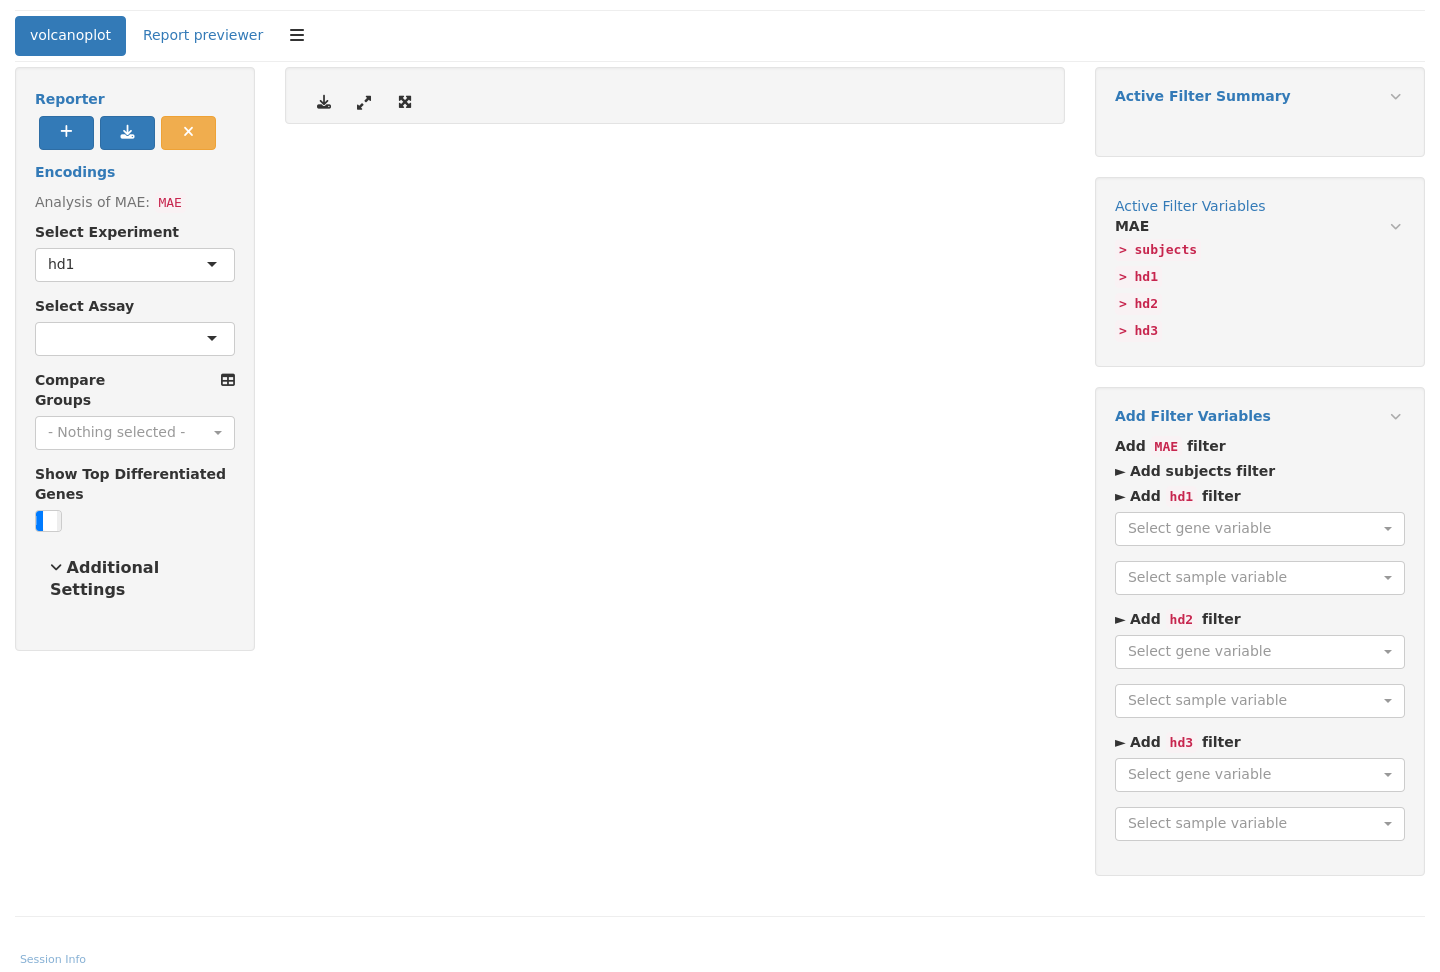 volcanoplot
Report previewer
Reporter
Encodings
Analysis of MAE: MAE
Select Experiment
hd1
Select Assay
Compare
Groups
- Nothing selected -
Show Top Differentiated
Genes
Additional
Settings
Active Filter Summary
Active Filter Variables
MAE
> subjects
> hd1
> hd2
> hd3
Add Filter Variables
Add MAE filter
► Add subjects filter
► Add hd1 filter
Select gene variable
Select sample variable
► Add hd2 filter
Select gene variable
Select sample variable
► Add hd3 filter
Select gene variable
Select sample variable
Session Info